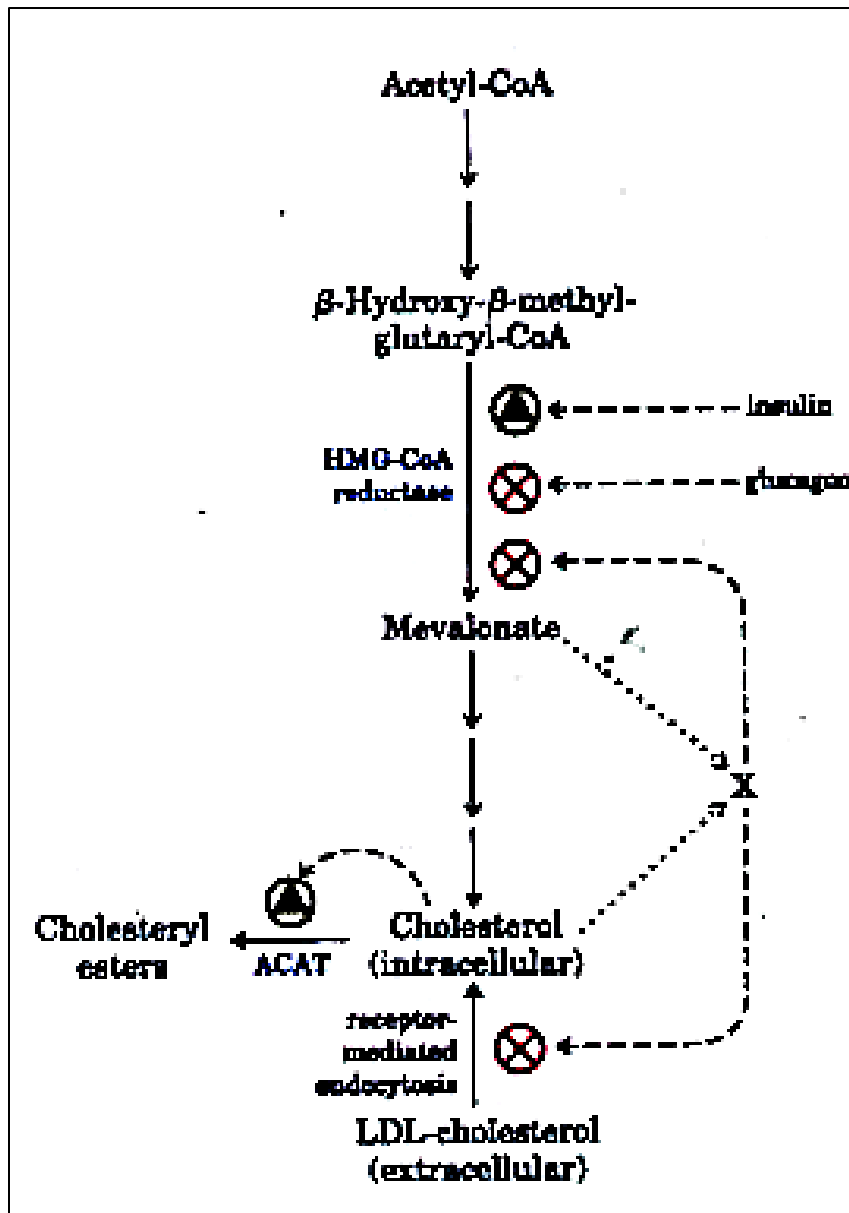 Acetyl-CoA
β-Hydroxy-β-methyl-
glutaryl-CoA
insulin
HMG-CoA
reductase
glucagon
Mevalonate
X
Cholesteryl
esters
ACAT
Cholesterol
(intracellular)
receptor-
mediated
endocytosis
LDL-cholesterol
(extracellular)